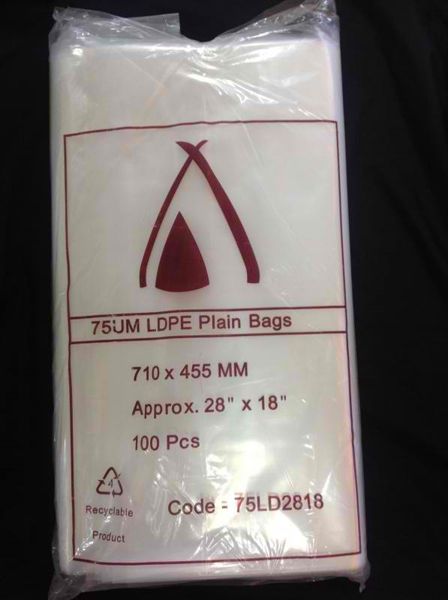 75UM LDPE Plain Bags
710 x 455 MM
Approx. 28" x 18"
100 Pcs
4
Recyclable
Product
Code - 75LD2818